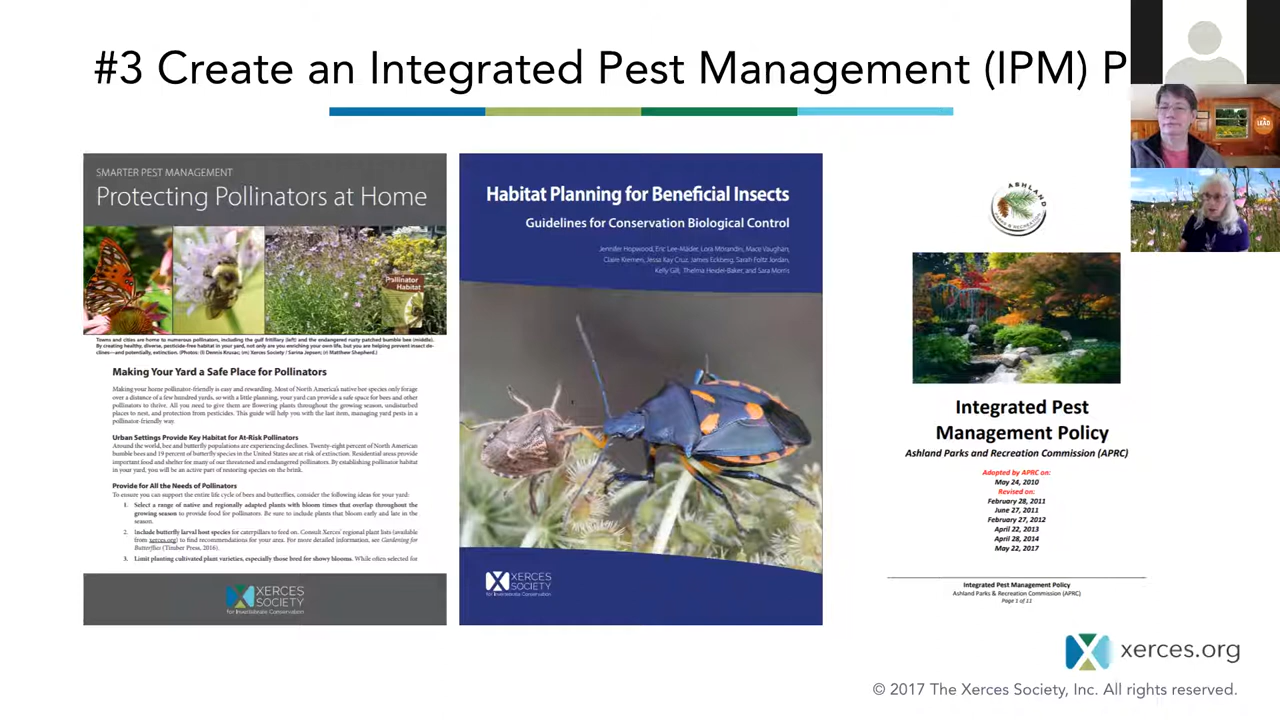 #3 Create an Integrated Pest Management (IPM) P
SMARTER PEST MANAGEMENT
Protecting Pollinators at Home
Pollinator
Habitat
Towns and cities are home to numerous pollinators, including the gulf fritillary (left) and the endangered rusty patched bumble bee (middle).
By creating healthy, diverse, pesticide-free habitat in your yard, not only are you enriching your own life, but you are helping prevent insect de-
clines—and potentially, extinction. (Photos: (l) Dennis Krusac; (m) Xerces Society / Sarina Jepsen; (r) Matthew Shepherd.)
Making Your Yard a Safe Place for Pollinators
Making your home pollinator-friendly is easy and rewarding. Most of North America's native bee species only forage
over a distance of a few hundred yards, so with a little planning, your yard can provide a safe space for bees and other
pollinators to thrive. All you need to give them are flowering plants throughout the growing season, undisturbed
places to nest, and protection from pesticides. This guide will help you with the last item, managing yard pests in a
pollinator-friendly way.
Urban Settings Provide Key Habitat for At-Risk Pollinators
Around the world, bee and butterfly populations are experiencing declines. Twenty-eight percent of North American
bumble bees and 19 percent of butterfly species in the United States are at risk of extinction. Residential areas provide
important food and shelter for many of our threatened and endangered pollinators. By establishing pollinator habitat
in your yard, you will be an active part of restoring species on the brink.
Provide for All the Needs of Pollinators
To ensure you can support the entire life cycle of bees and butterflies, consider the following ideas for your yard:
1. Select a range of native and regionally adapted plants with bloom times that overlap throughout the
growing season to provide food for pollinators. Be sure to include plants that bloom early and late in the
season.
2. Include butterfly larval host species for caterpillars to feed on. Consult Xerces' regional plant lists (available
from xerces.org) to find recommendations for your area. For more detailed information, see Gardening for
Butterflies (Timber Press, 2016).
3. Limit planting cultivated plant varieties, especially those bred for showy blooms. While often selected for
XERCES
SOCIETY
for Invertebrate Conservation
Habitat Planning for Beneficial Insects
Guidelines for Conservation Biological Control
Jennifer Hopwood, Eric Lee-Mäder, Lora Morandin, Mace Vaughan,
Claire Kremen, Jessa Kay Cruz, James Eckberg, Sarah Foltz Jordan,
Kelly Gill, Thelma Heidel-Baker, and Sara Morris
XERCES
SOCIETY
for Invertebrate Conservation
ASHLAND
PARKS & RECREATION
Integrated Pest
Management Policy
Ashland Parks and Recreation Commission (APRC)
Adopted by APRC on:
May 24, 2010
Revised on:
February 28, 2011
June 27, 2011
February 27, 2012
April 22, 2013
April 28, 2014
May 22, 2017
Integrated Pest Management Policy
Ashland Parks & Recreation Commission (APRC)
Page 1 of 11
LEAD
xerces.org
© 2017 The Xerces Society, Inc. All rights reserved.